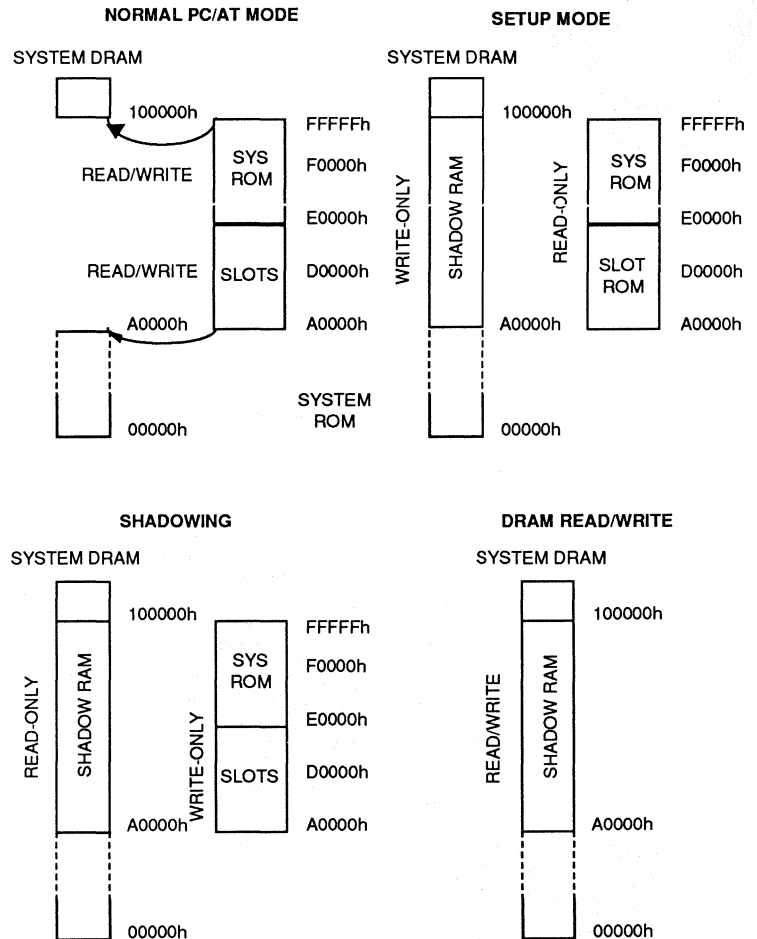 NORMAL PC/AT MODE
SYSTEM DRAM
100000h
FFFFFh
SYS
ROM
F0000h
READ/WRITE
E0000h
READ/WRITE
SLOTS
D0000h
A0000h
A0000h
SYSTEM
ROM
00000h
SETUP MODE
SYSTEM DRAM
100000h
FFFFFh
WRITE-ONLY
SHADOW RAM
READ-ONLY
SYS
ROM
F0000h
E0000h
SLOT
ROM
D0000h
A0000h
A0000h
00000h
SHADOWING
SYSTEM DRAM
100000h
FFFFFh
READ-ONLY
SHADOW RAM
WRITE-ONLY
SYS
ROM
F0000h
E0000h
SLOTS
D0000h
A0000h
A0000h
00000h
DRAM READ/WRITE
SYSTEM DRAM
100000h
READ/WRITE
SHADOW RAM
A0000h
00000h